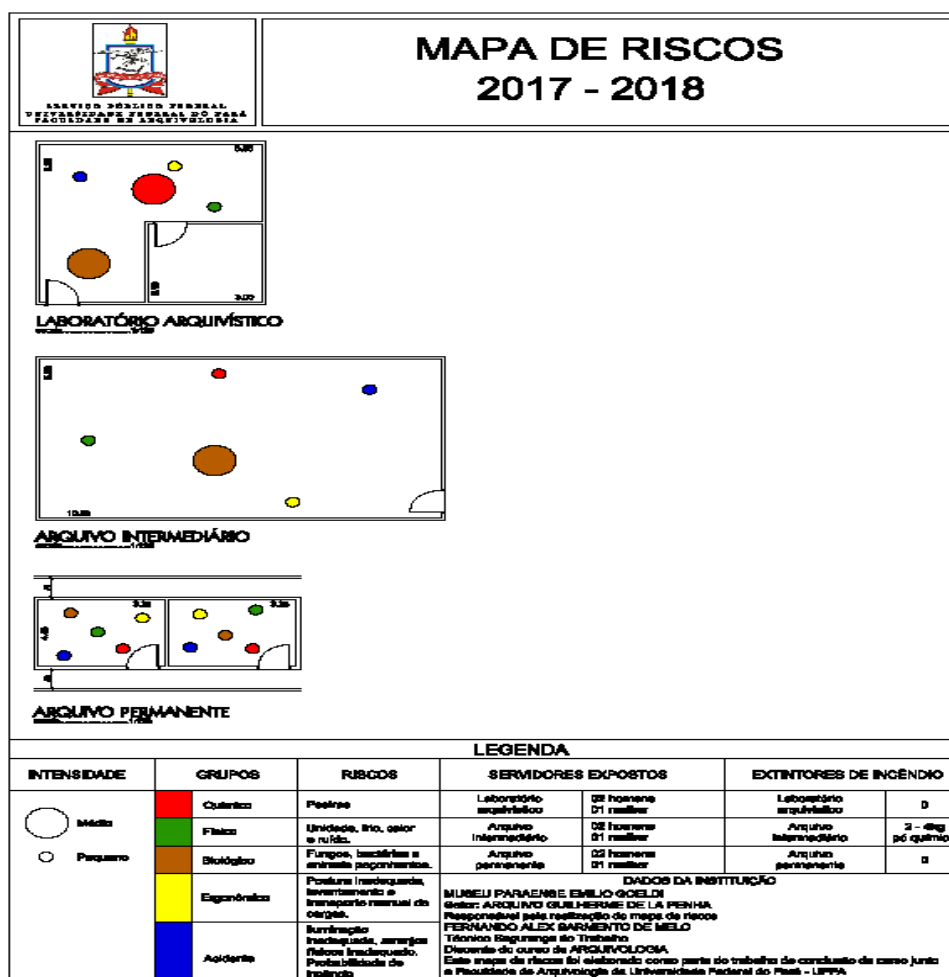 SERVIÇO PÚBLICO FEDERAL
UNIVERSIDADE FEDERAL DO PARÁ
FACULDADE DE ARQUIVOLOGIA
MAPA DE RISCOS
2017 - 2018
LABORATÓRIO ARQUIVÍSTICO
ARQUIVO INTERMEDIÁRIO
ARQUIVO PERMANENTE
LEGENDA
INTENSIDADE GRUPOS RISCOS SERVIDORES EXPOSTOS EXTINTORES DE INCÊNDIO
Médio
Pequeno
Químico Poeiras Laboratório arquivístico homens 01 mulher Laboratório arquivístico 0
Físico Umidade, frio, calor e ruído. Arquivo Intermediário homens 01 mulher Arquivo Intermediário pó químico
Biológico Fungos, bactérias e animais peçonhentos. Arquivo permanente homens 01 mulher Arquivo permanente 0
Ergonômico Postura inadequada, levantamento e transporte manual de cargas.
Acidente Iluminação inadequada, arranjos físicos inadequado. Probabilidade de incêndio
DADOS DA INSTITUIÇÃO
MUSEU PARAENSE EMILIO GOELDI
Setor: ARQUIVO GUILHERME DE LA PENHA
Responsável pela realização do mapa de riscos
FERNANDO ALEX SARMENTO DE MELO
Técnico Segurança do Trabalho
Discente do curso de ARQUIVOLOGIA
Este mapa de riscos foi elaborado como parte do trabalho de conclusão de curso junto
a Faculdade de Arquivologia da Universidade Federal do Pará - UFPA